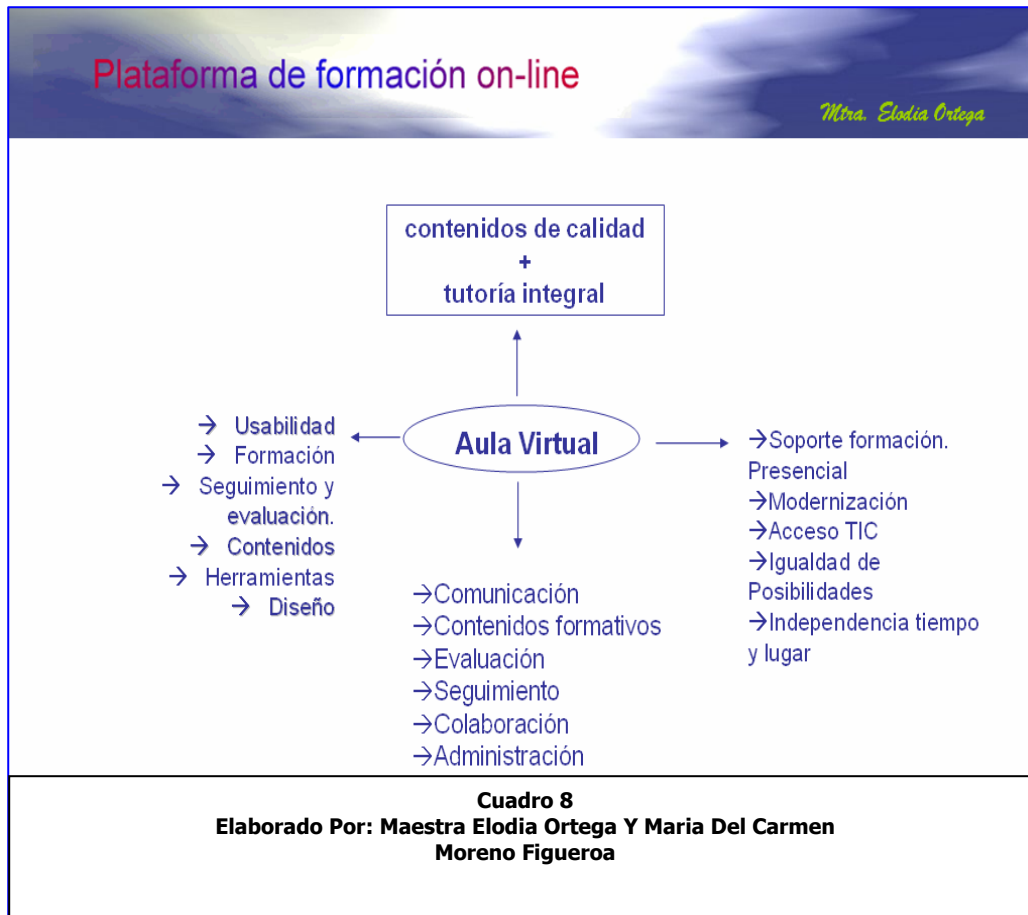 Plataforma de formación on-line
Mtra. Elodia Ortega
contenidos de calidad
+
tutoría integral
Aula Virtual
→ Usabilidad
→ Formación
→ Seguimiento y
evaluación.
→ Contenidos
→ Herramientas
→ Diseño
→Comunicación
→Contenidos formativos
→Evaluación
→Seguimiento
→Colaboración
→Administración
→Soporte formación.
Presencial
→Modernización
→Acceso TIC
→Igualdad de
Posibilidades
→Independencia tiempo
y lugar
Cuadro 8
Elaborado Por: Maestra Elodia Ortega Y Maria Del Carmen
Moreno Figueroa